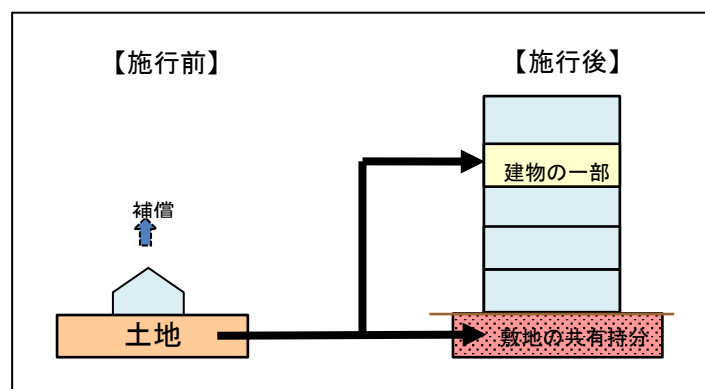 【施行前】
【施行後】
建物の一部
補償
土地
敷地の共有持分